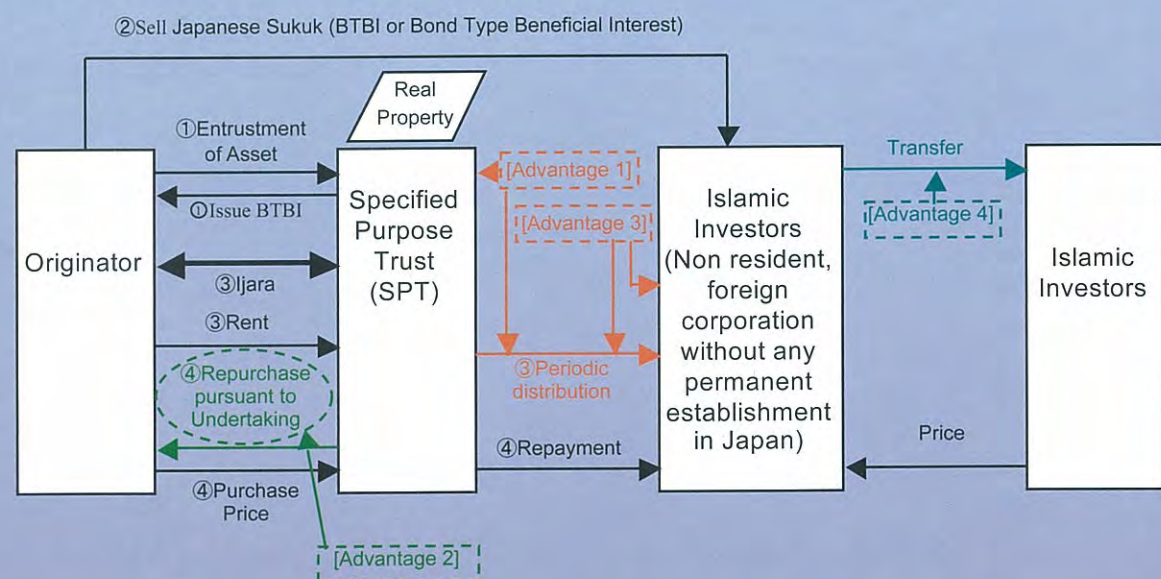 ②Sell Japanese Sukuk (BTBI or Bond Type Beneficial Interest)
Real
Property
①Entrustment
of Asset
①Issue BTBI
Originator
③Ijara
③Rent
④Repurchase
pursuant to
Undertaking
④Purchase
Price
Specified
Purpose
Trust
(SPT)
[Advantage 1]
[Advantage 3]
③Periodic
distribution
④Repayment
[Advantage 2]
Islamic
Investors
(Non resident,
foreign
corporation
without any
permanent
establishment
in Japan)
Transfer
[Advantage 4]
Price
Islamic
Investors